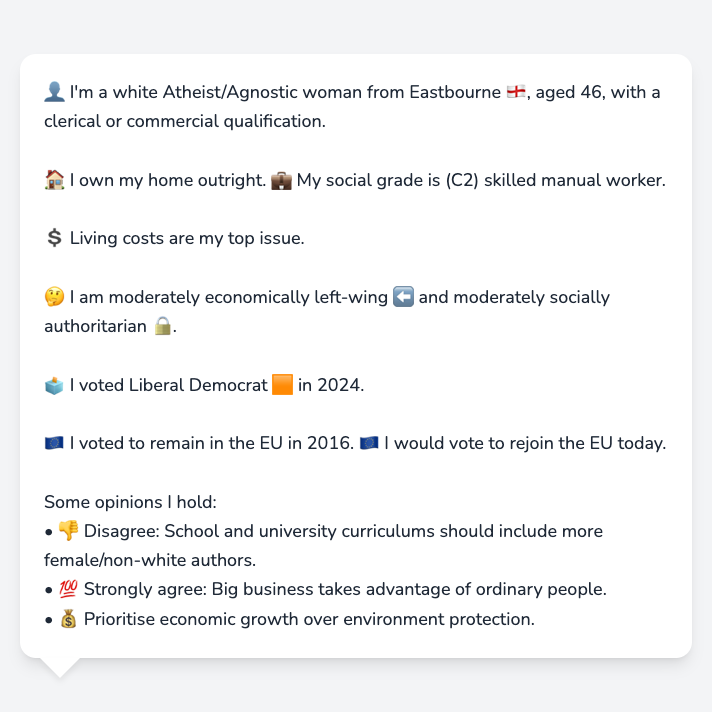 👤 I'm a white Atheist/Agnostic woman from Eastbourne 🏴󠁧󠁢󠁥󠁮󠁧󠁿, aged 46, with a
clerical or commercial qualification.
🏠 I own my home outright. 💼 My social grade is (C2) skilled manual worker.
💲 Living costs are my top issue.
🤔 I am moderately economically left-wing ⬅️ and moderately socially
authoritarian 🔒.
🗳️ I voted Liberal Democrat 🟧 in 2024.
🇪🇺 I voted to remain in the EU in 2016. 🇪🇺 I would vote to rejoin the EU today.
Some opinions I hold:
• 👎 Disagree: School and university curriculums should include more
female/non-white authors.
• 💯 Strongly agree: Big business takes advantage of ordinary people.
• 💰 Prioritise economic growth over environment protection.